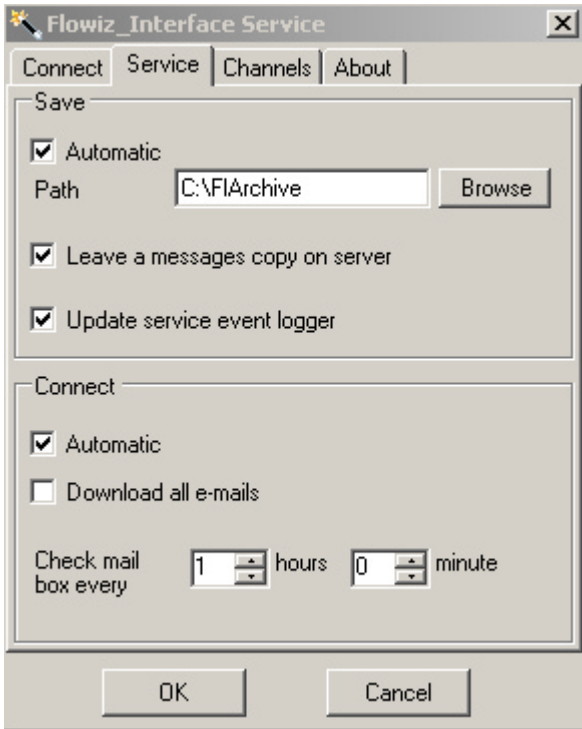 Flowiz_Interface Service
Connect Service Channels About
Save
Automatic
Path C:\FlArchive Browse
Leave a messages copy on server
Update service event logger
Connect
Automatic
Download all e-mails
Check mail
box every 1 hours 0 minute
OK Cancel